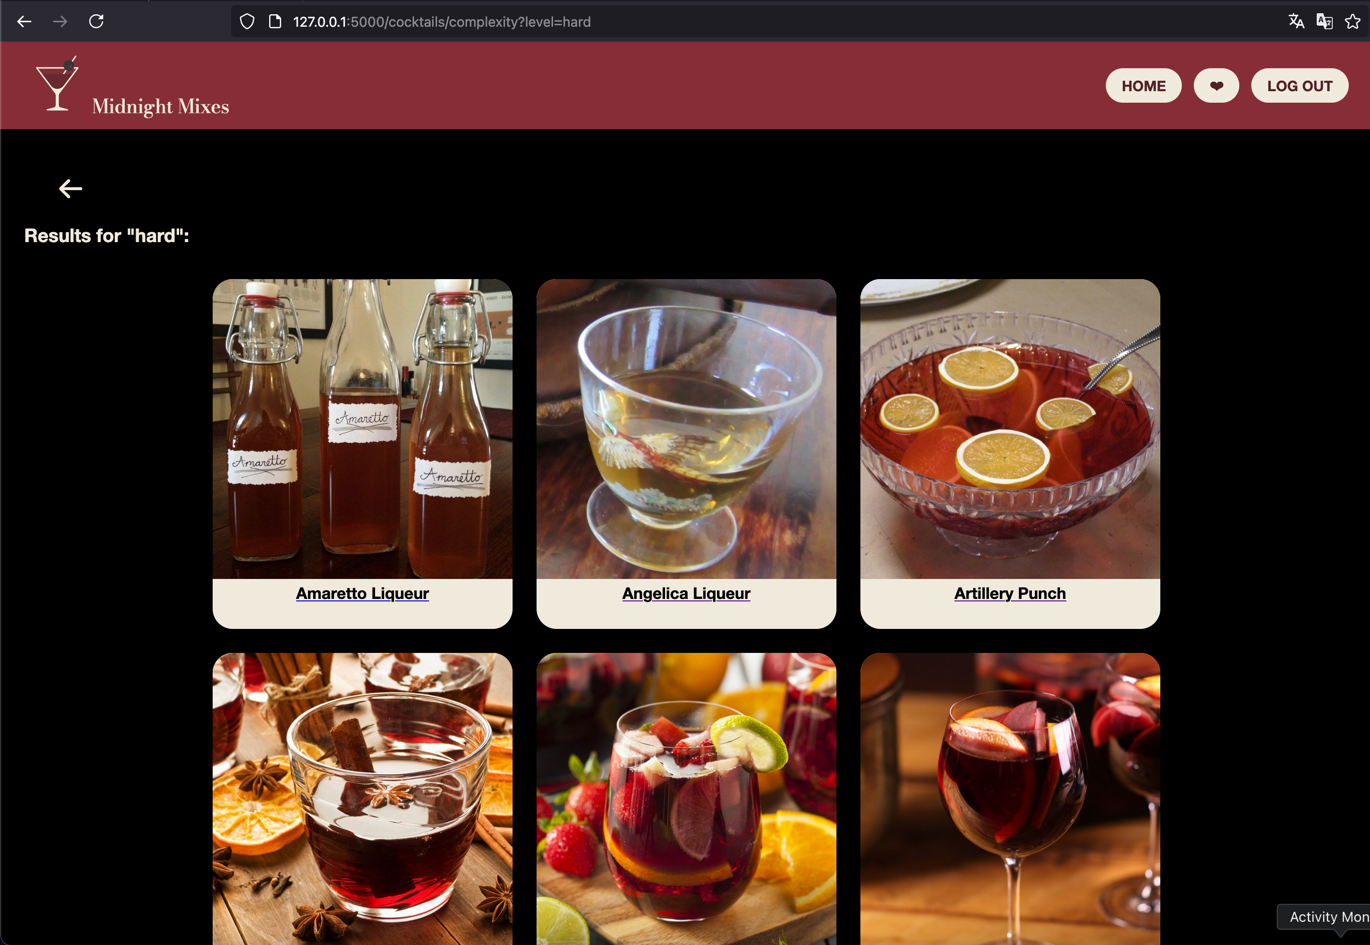 127.0.0.1:5000/cocktails/complexity?level=hard
Midnight Mixes
HOME
❤
LOG OUT
Results for "hard":
Amaretto
Amaretto
Amaretto
Amaretto Liqueur
Angelica Liqueur
Artillery Punch
Activity Mon